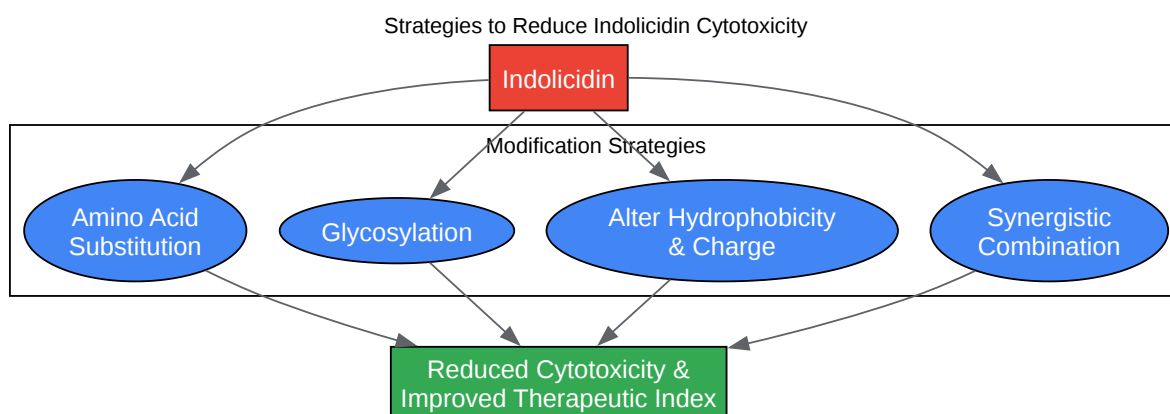 Strategies to Reduce Indolicidin Cytotoxicity
Indolicidin
Modification Strategies
Amino Acid
Substitution
Glycosylation
Alter Hydrophobicity
& Charge
Synergistic
Combination
Reduced Cytotoxicity &
Improved Therapeutic Index